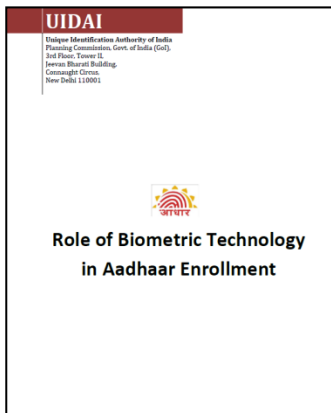 UIDAI
Unique Identification Authority of India
Planning Commission, Govt. of India (GoI),
3rd Floor, Tower II,
Jeevan Bharati Building,
Connaught Circus,
New Delhi 110001
आधार
Role of Biometric Technology
in Aadhaar Enrollment